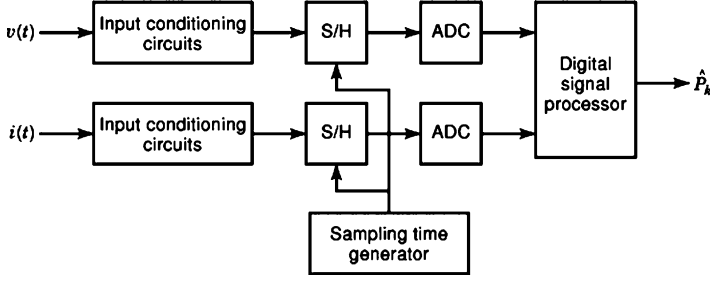 v(t)
Input conditioning
circuits
S/H
ADC
Digital
signal
processor
P̂k
i(t)
Input conditioning
circuits
S/H
ADC
Sampling time
generator